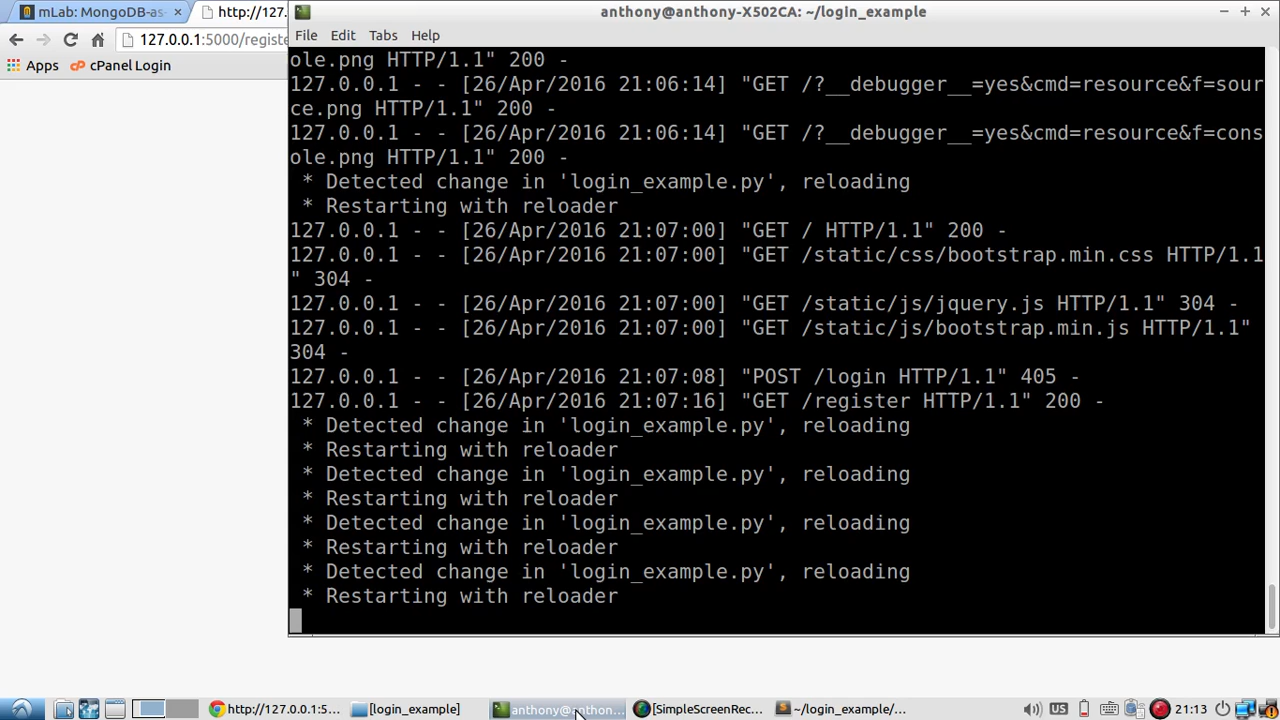 mLab: MongoDB-as- ×
http://127.
anthony@anthony-X502CA: ~/login_example
127.0.0.1:5000/registe
File Edit Tabs Help
Apps cPanel Login
ole.png HTTP/1.1" 200 -
127.0.0.1 - - [26/Apr/2016 21:06:14] "GET /?__debugger__=yes&cmd=resource&f=sour
ce.png HTTP/1.1" 200 -
127.0.0.1 - - [26/Apr/2016 21:06:14] "GET /?__debugger__=yes&cmd=resource&f=cons
ole.png HTTP/1.1" 200 -
* Detected change in 'login_example.py', reloading
* Restarting with reloader
127.0.0.1 - - [26/Apr/2016 21:07:00] "GET / HTTP/1.1" 200 -
127.0.0.1 - - [26/Apr/2016 21:07:00] "GET /static/css/bootstrap.min.css HTTP/1.1
" 304 -
127.0.0.1 - - [26/Apr/2016 21:07:00] "GET /static/js/jquery.js HTTP/1.1" 304 -
127.0.0.1 - - [26/Apr/2016 21:07:00] "GET /static/js/bootstrap.min.js HTTP/1.1"
304 -
127.0.0.1 - - [26/Apr/2016 21:07:08] "POST /login HTTP/1.1" 405 -
127.0.0.1 - - [26/Apr/2016 21:07:16] "GET /register HTTP/1.1" 200 -
* Detected change in 'login_example.py', reloading
* Restarting with reloader
* Detected change in 'login_example.py', reloading
* Restarting with reloader
* Detected change in 'login_example.py', reloading
* Restarting with reloader
* Detected change in 'login_example.py', reloading
* Restarting with reloader
http://127.0.0.1:5... [login_example] anthony@anthon... [SimpleScreenRec... ~/login_example/... US 21:13